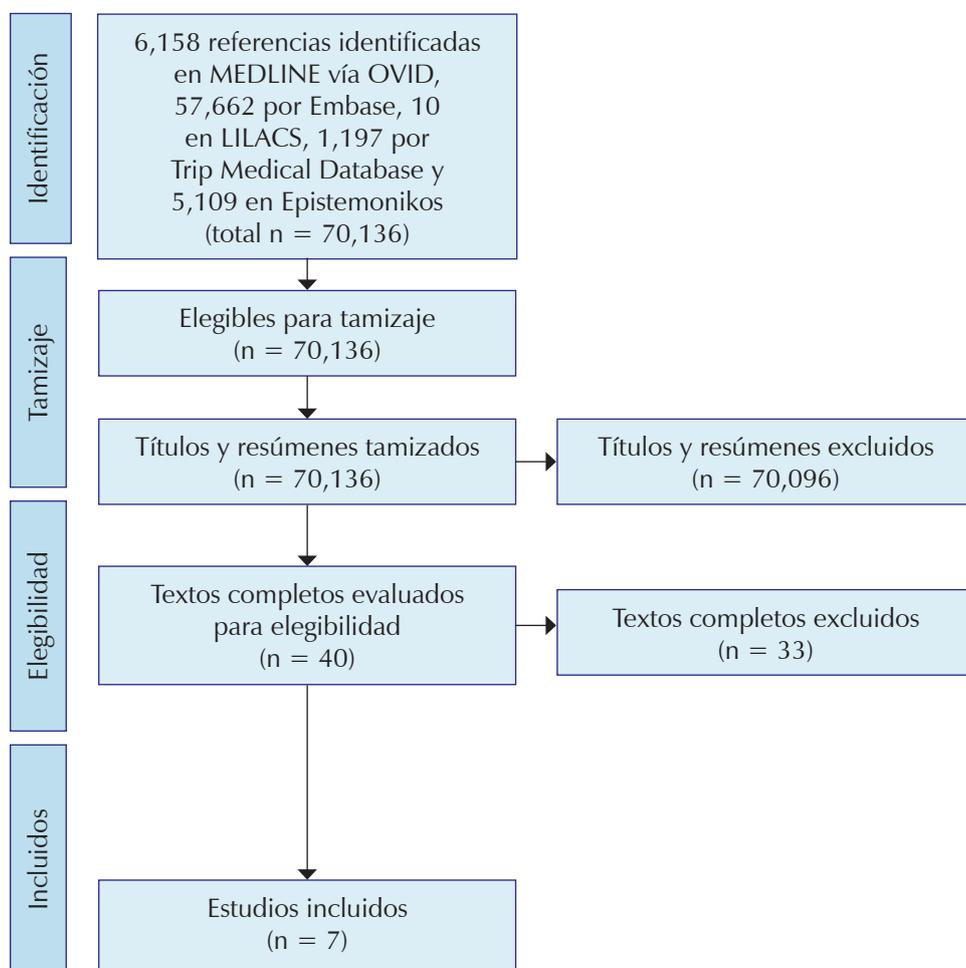 Identificación
6,158 referencias identificadas
en MEDLINE vía OVID,
57,662 por Embase, 10
en LILACS, 1,197 por
Trip Medical Database y
5,109 en Epistemonikos
(total n = 70,136)
Tamizaje
Elegibles para tamizaje
(n = 70,136)
Títulos y resúmenes tamizados
(n = 70,136)
Títulos y resúmenes excluidos
(n = 70,096)
Elegibilidad
Textos completos evaluados
para elegibilidad
(n = 40)
Textos completos excluidos
(n = 33)
Incluidos
Estudios incluidos
(n = 7)